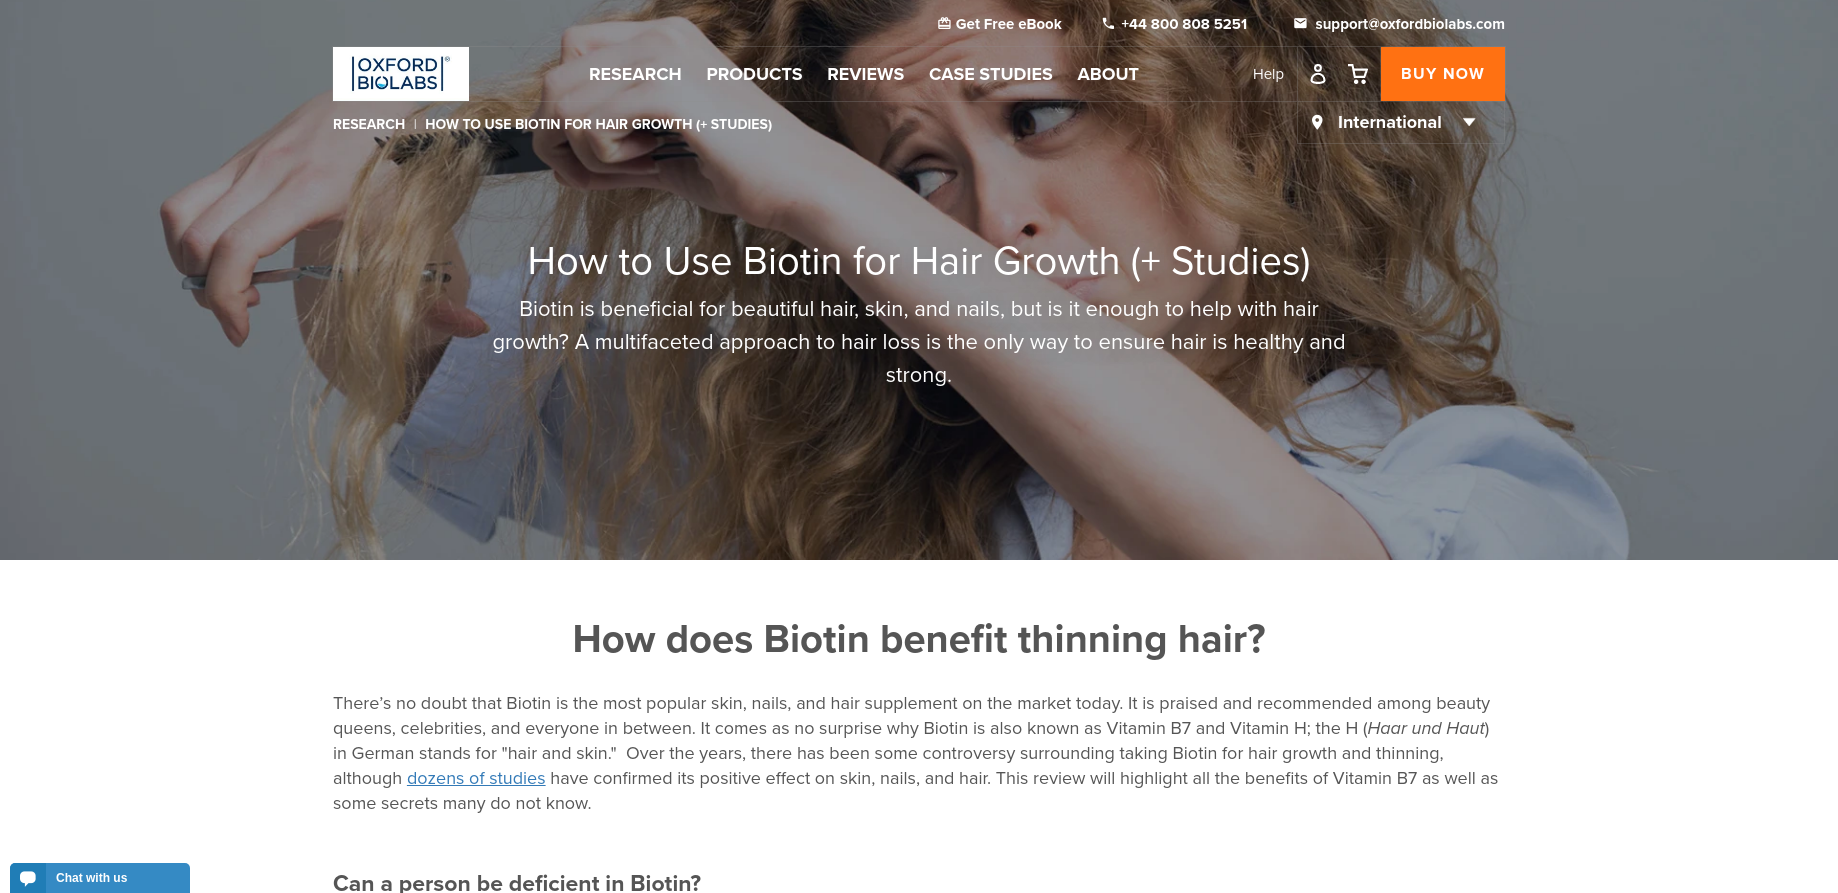 Get Free eBook +44 800 808 5251 support@oxfordbiolabs.com
OXFORD®
BIOLABS
RESEARCH PRODUCTS REVIEWS CASE STUDIES ABOUT Help BUY NOW
RESEARCH | HOW TO USE BIOTIN FOR HAIR GROWTH (+ STUDIES)
International
How to Use Biotin for Hair Growth (+ Studies)
Biotin is beneficial for beautiful hair, skin, and nails, but is it enough to help with hair
growth? A multifaceted approach to hair loss is the only way to ensure hair is healthy and
strong.
How does Biotin benefit thinning hair?
There’s no doubt that Biotin is the most popular skin, nails, and hair supplement on the market today. It is praised and recommended among beauty
queens, celebrities, and everyone in between. It comes as no surprise why Biotin is also known as Vitamin B7 and Vitamin H; the H (Haar und Haut)
in German stands for "hair and skin."  Over the years, there has been some controversy surrounding taking Biotin for hair growth and thinning,
although dozens of studies have confirmed its positive effect on skin, nails, and hair. This review will highlight all the benefits of Vitamin B7 as well as
some secrets many do not know.
Can a person be deficient in Biotin?
Chat with us